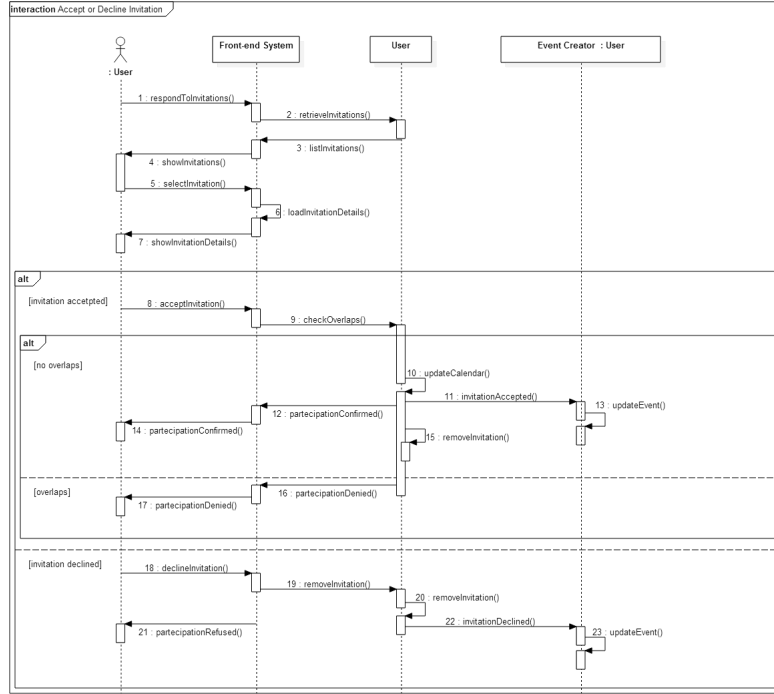 interaction Accept or Decline Invitation
Front-end System
User
Event Creator : User
: User
1 : respondToInvitations()
2 : retrieveInvitations()
3 : listInvitations()
4 : showInvitations()
5 : selectInvitation()
6 : loadInvitationDetails()
7 : showInvitationDetails()
alt
[invitation accetpted]
8 : acceptInvitation()
9 : checkOverlaps()
alt
[no overlaps]
10 : updateCalendar()
11 : invitationAccepted()
13 : updateEvent()
12 : partecipationConfirmed()
14 : partecipationConfirmed()
15 : removeInvitation()
[overlaps]
16 : partecipationDenied()
17 : partecipationDenied()
[invitation declined]
18 : declineInvitation()
19 : removeInvitation()
20 : removeInvitation()
22 : invitationDeclined()
21 : partecipationRefused()
23 : updateEvent()